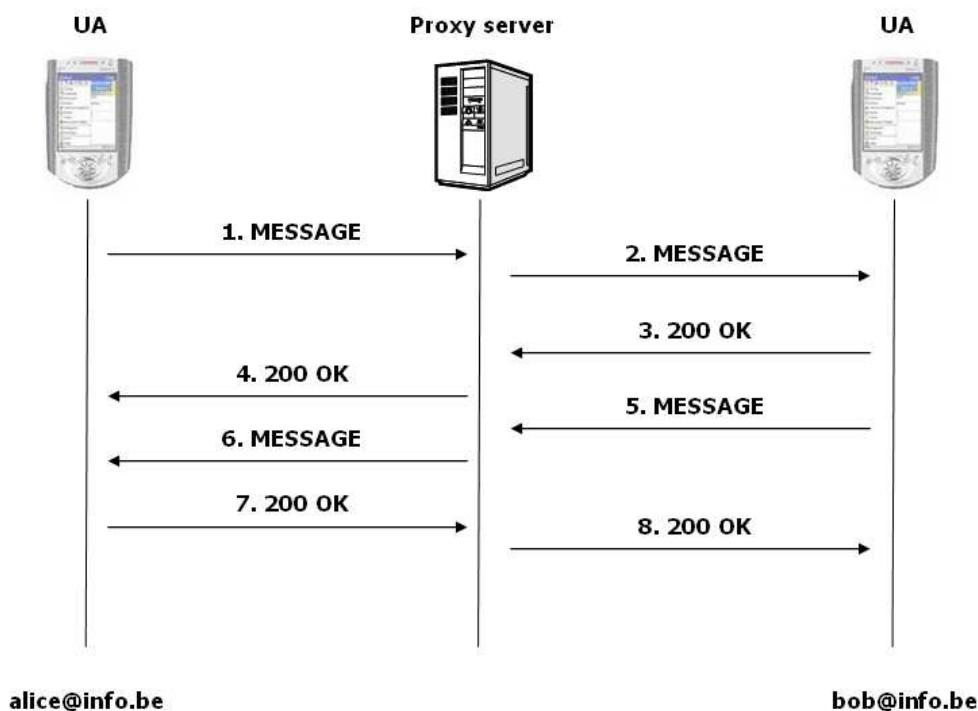 UA
Proxy server
UA
1. MESSAGE
2. MESSAGE
3. 200 OK
4. 200 OK
5. MESSAGE
6. MESSAGE
7. 200 OK
8. 200 OK
alice@info.be
bob@info.be